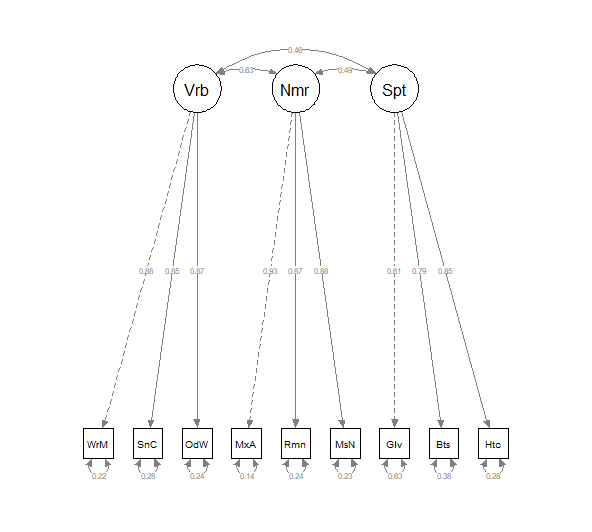 0.46
0.63 0.49
Vrb Nmr Spt
0.88 0.85 0.87 0.93 0.87 0.88 0.61 0.79 0.85
WrM SnC OdW MxA Rmn MsN Glv Bts Htc
0.22 0.28 0.24 0.14 0.24 0.23 0.63 0.38 0.28